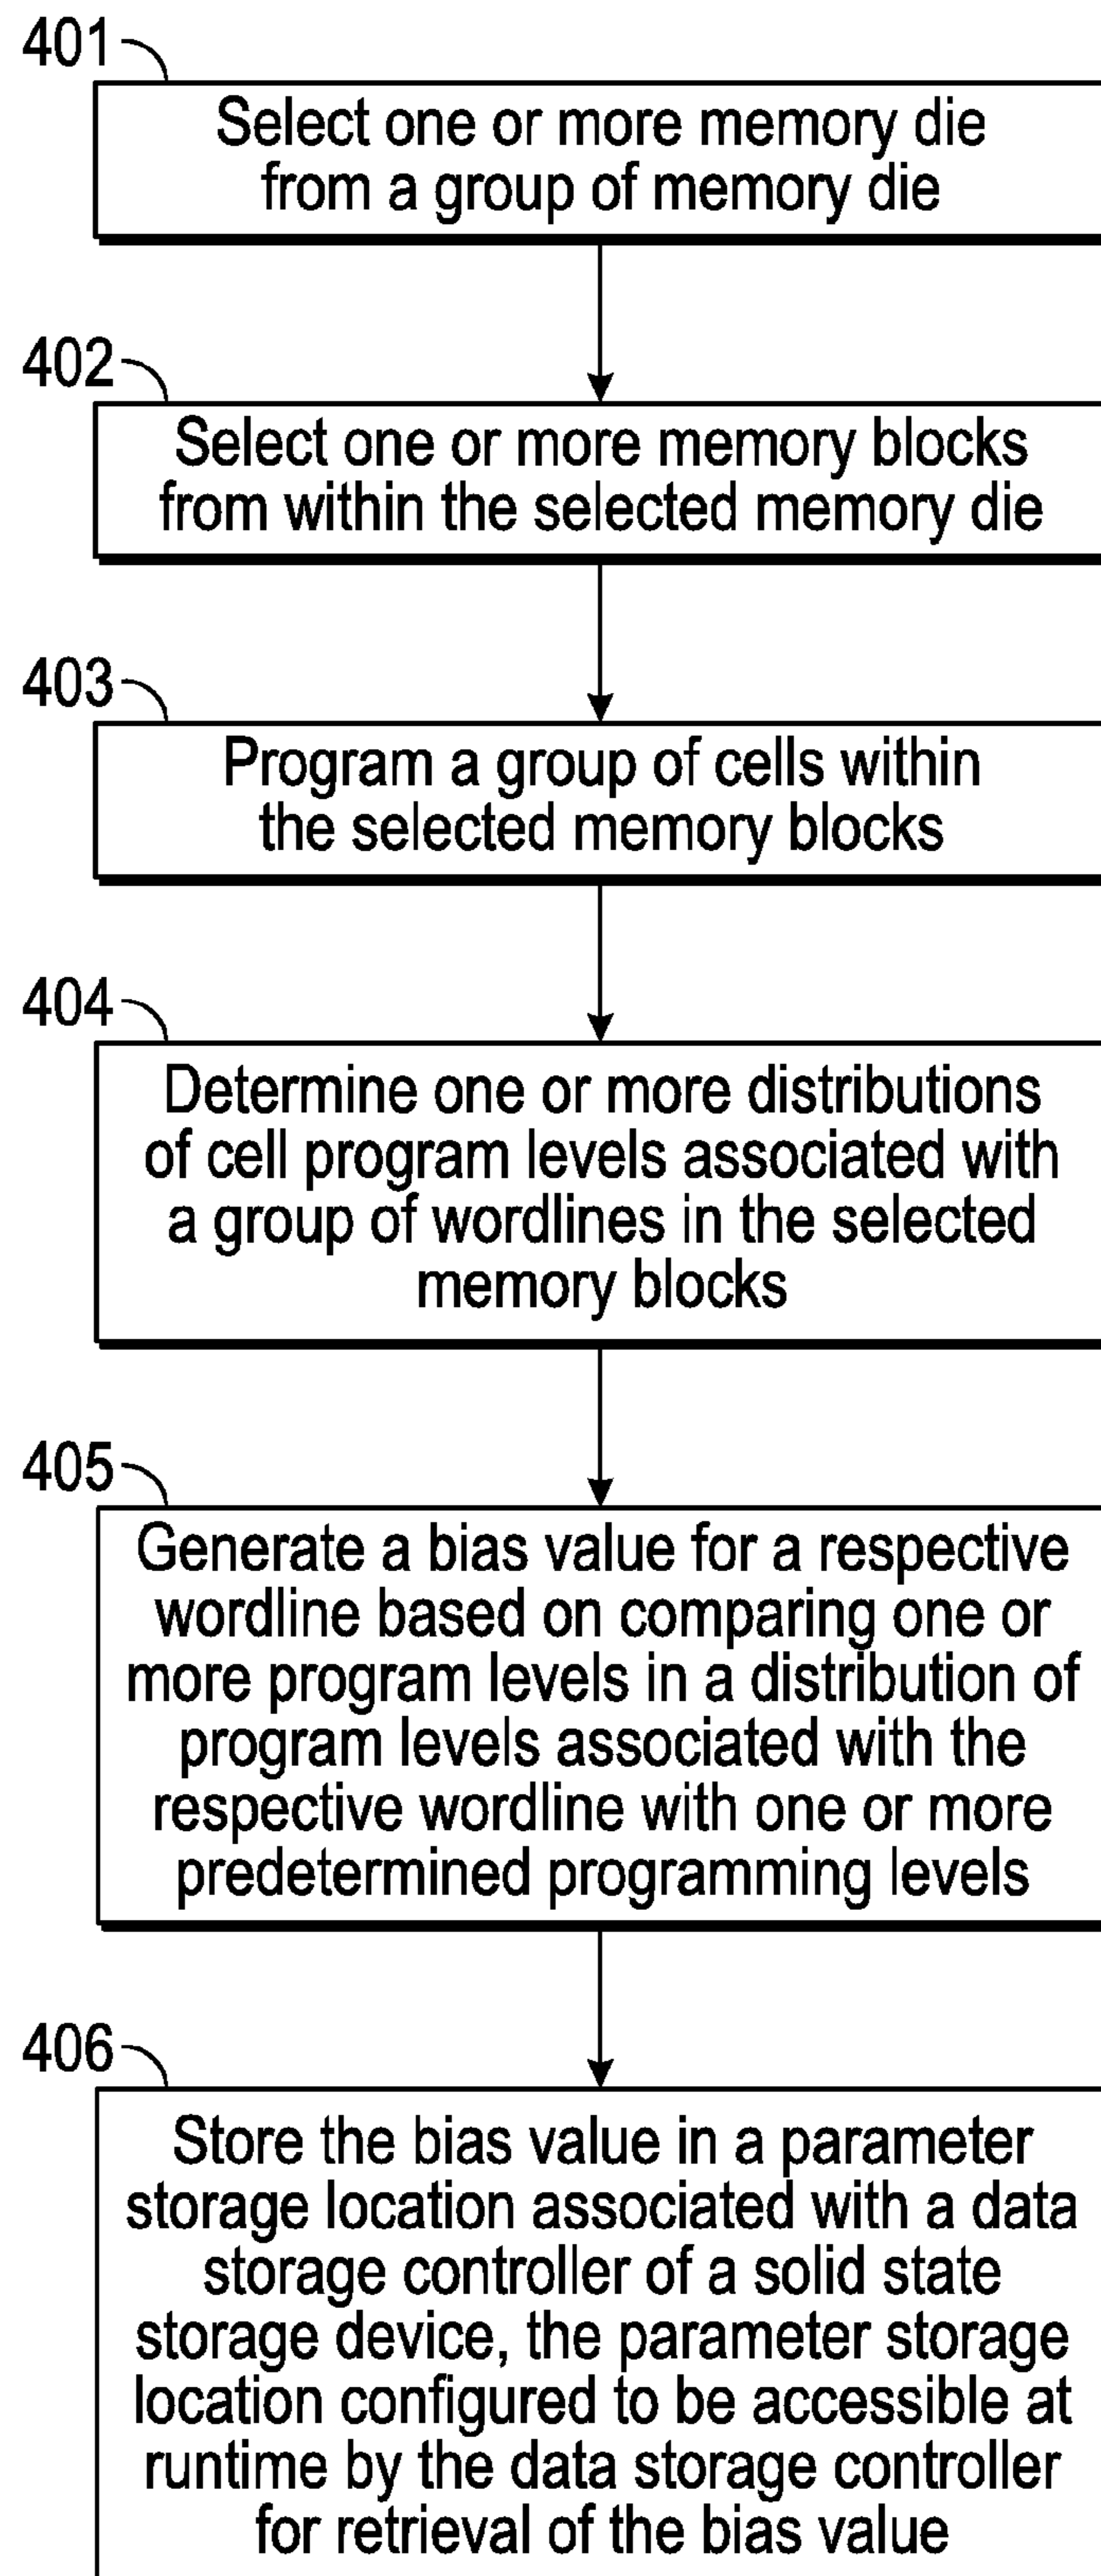 401
Select one or more memory die
from a group of memory die
402
Select one or more memory blocks
from within the selected memory die
403
Program a group of cells within
the selected memory blocks
404
Determine one or more distributions
of cell program levels associated with
a group of wordlines in the selected
memory blocks
405
Generate a bias value for a respective
wordline based on comparing one or
more program levels in a distribution of
program levels associated with the
respective wordline with one or more
predetermined programming levels
406
Store the bias value in a parameter
storage location associated with a data
storage controller of a solid state
storage device, the parameter storage
location configured to be accessible at
runtime by the data storage controller
for retrieval of the bias value